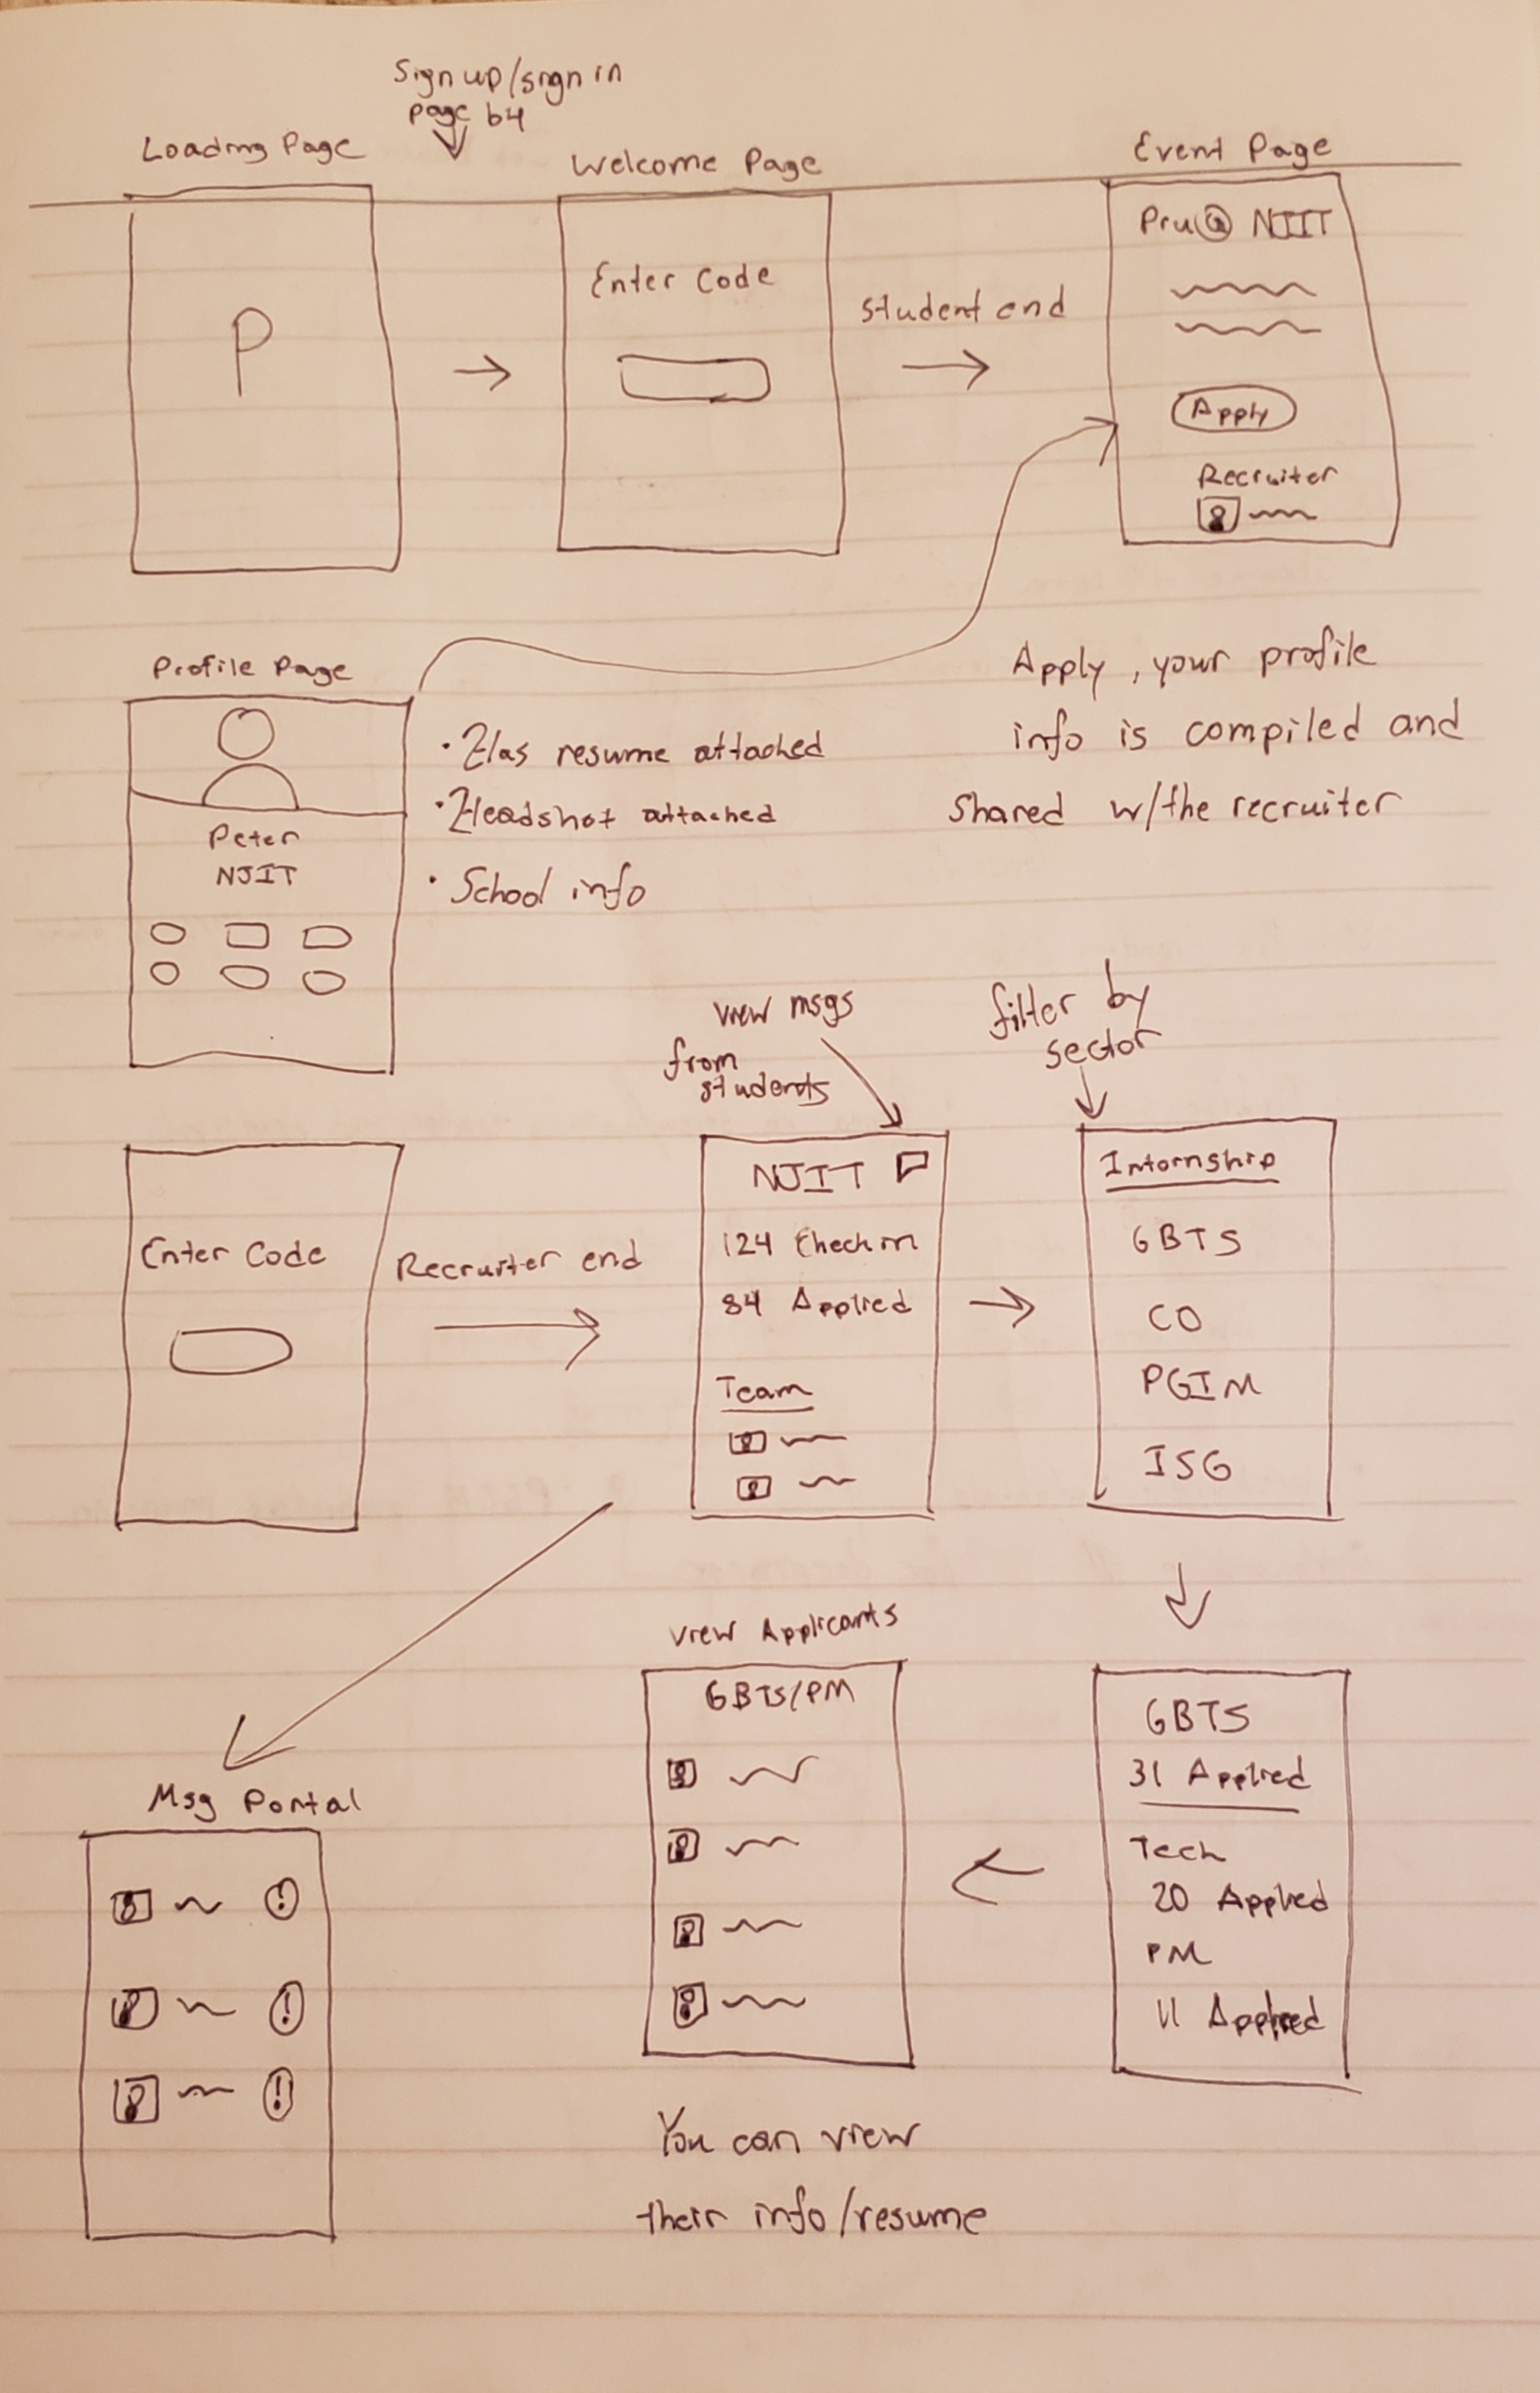 Sign up/sign in
page b4
Loading Page
Welcome Page
Event Page
P
Enter Code
student end
Pru@ NJIT
Apply
Recruiter
Profile Page
Peter
NJIT
· Has resume attached
· Headshot attached
· School info
Apply, your profile
info is compiled and
shared w/the recruiter
view msgs
from
students
filter by
sector
Enter Code
Recruiter end
NJIT
124 Check in
84 Applied
Team
Internship
GBTS
CO
PGIM
ISG
Msg Portal
View Applicants
GBTS/PM
GBTS
31 Applied
Tech
20 Applied
PM
11 Applied
You can view
their info/resume